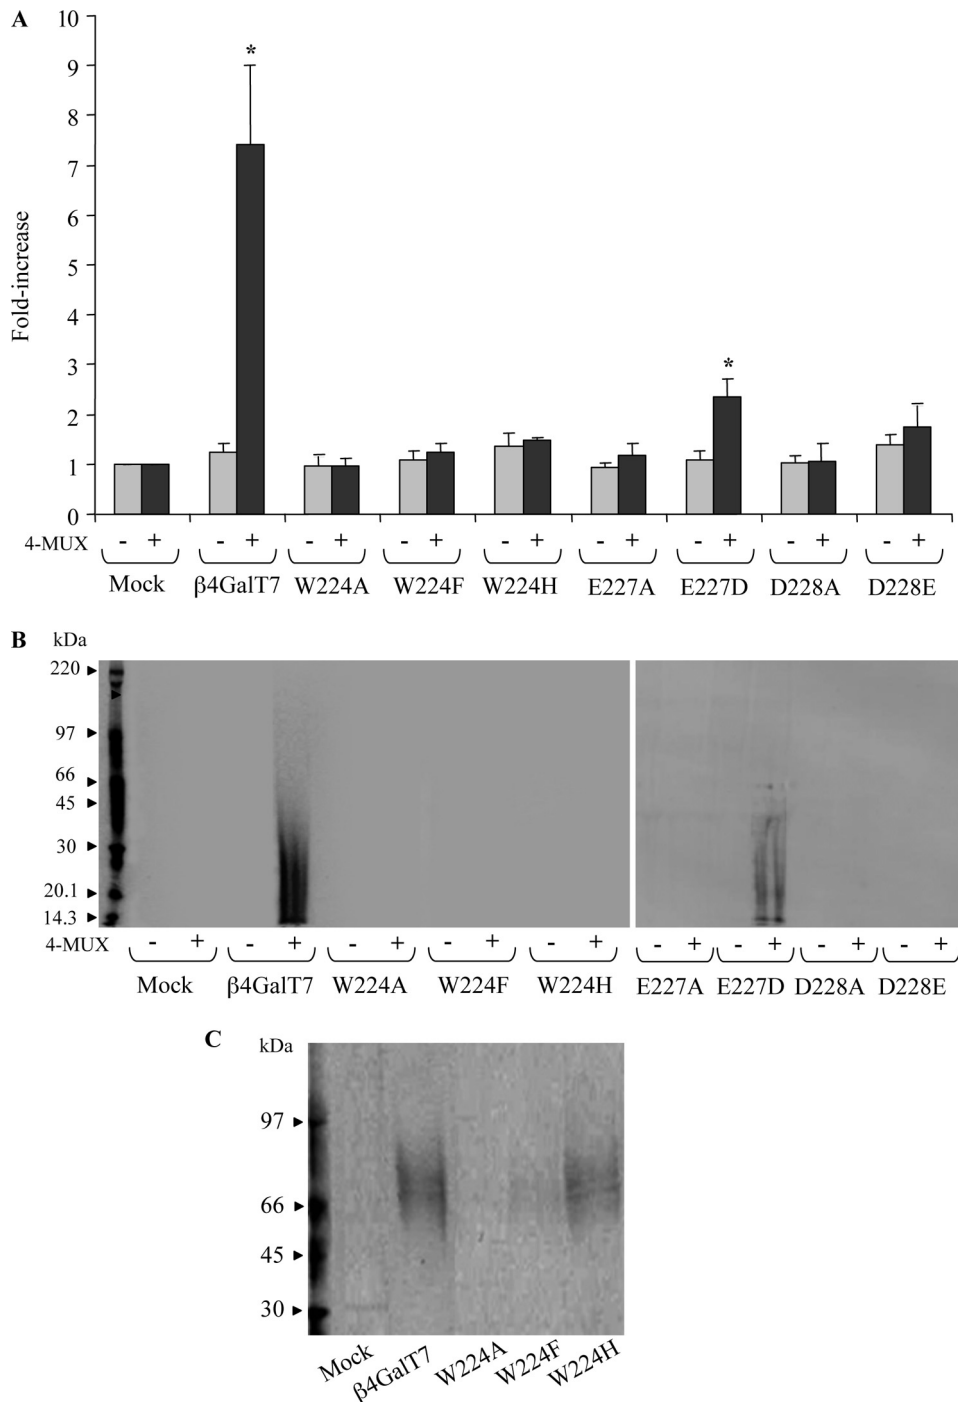 A
10
9
8
7
6
5
4
3
2
1
0
Fold-increase
* *
4-MUX - + - + - + - + - + - + - + - + - +
Mock β4GalT7 W224A W224F W224H E227A E227D D228A D228E
B kDa
220
97
66
45
30
20.1
14.3
4-MUX - + - + - + - + - + - + - + - + - +
Mock β4GalT7 W224A W224F W224H E227A E227D D228A D228E
C kDa
97
66
45
30
Mock β4GalT7 W224A W224F W224H